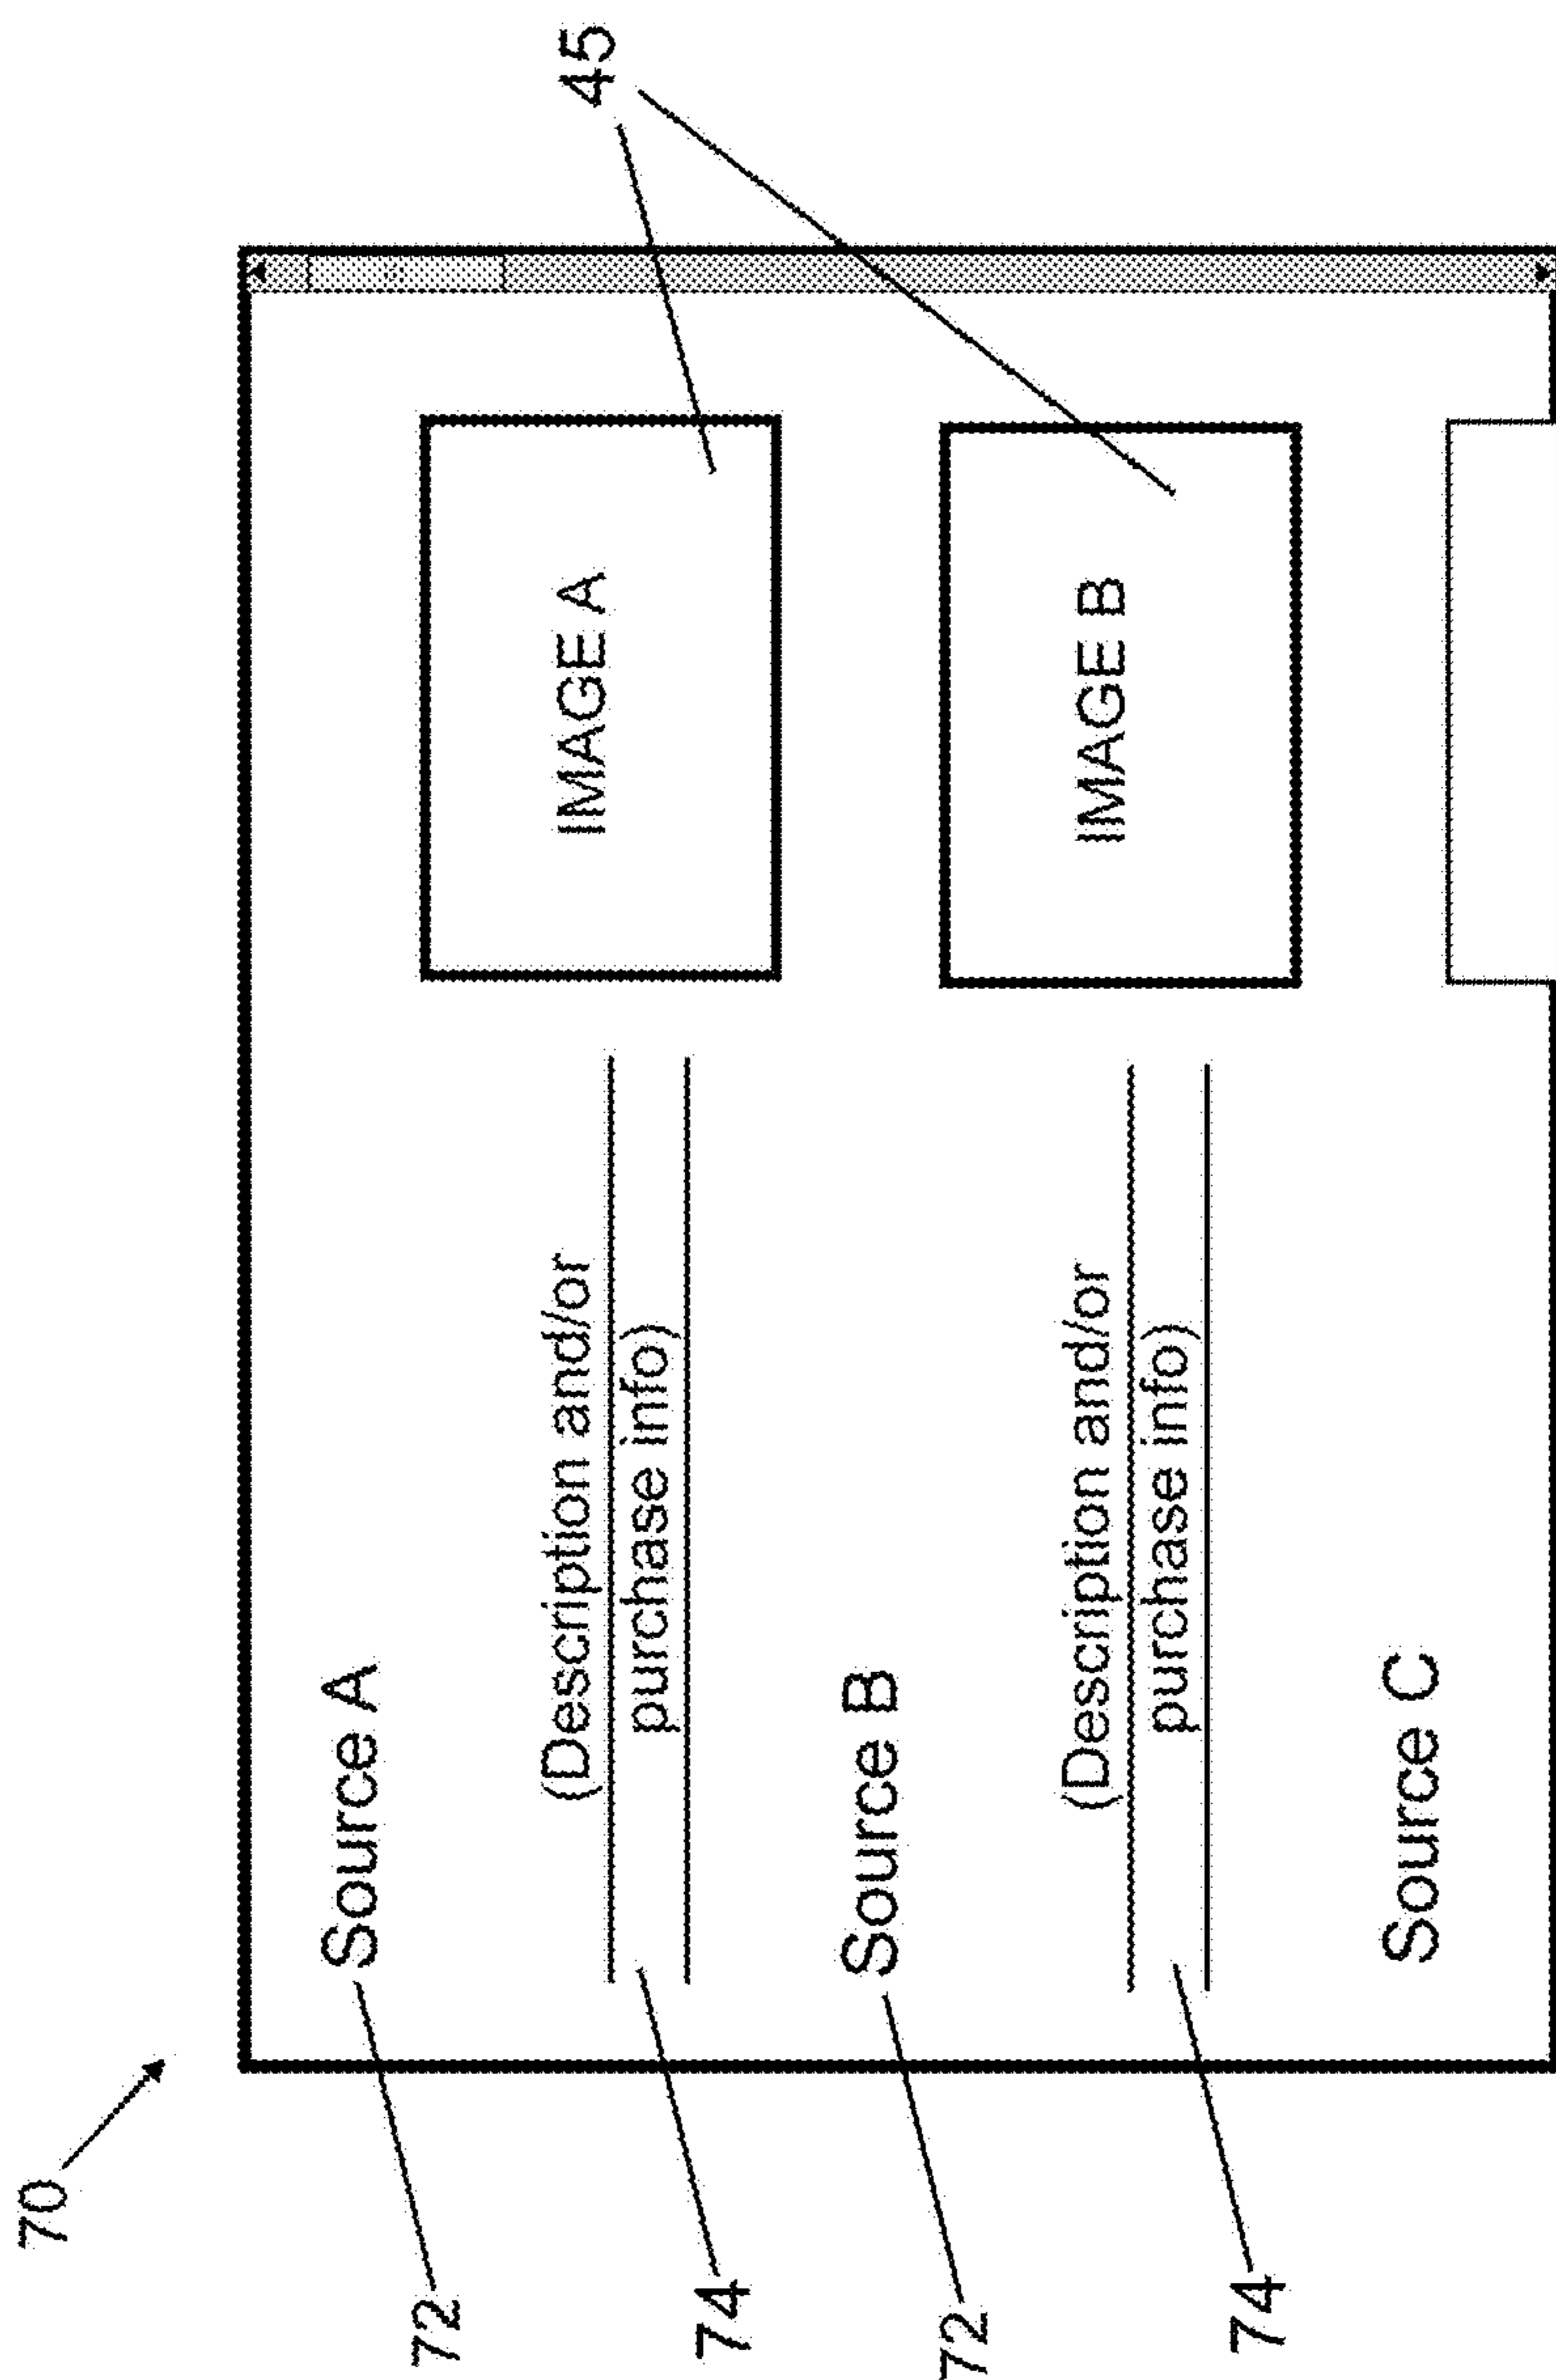 70
45
72
Source A
IMAGE A
(Description and/or
purchase info)
74
72
Source B
IMAGE B
(Description and/or
purchase info)
74
Source C